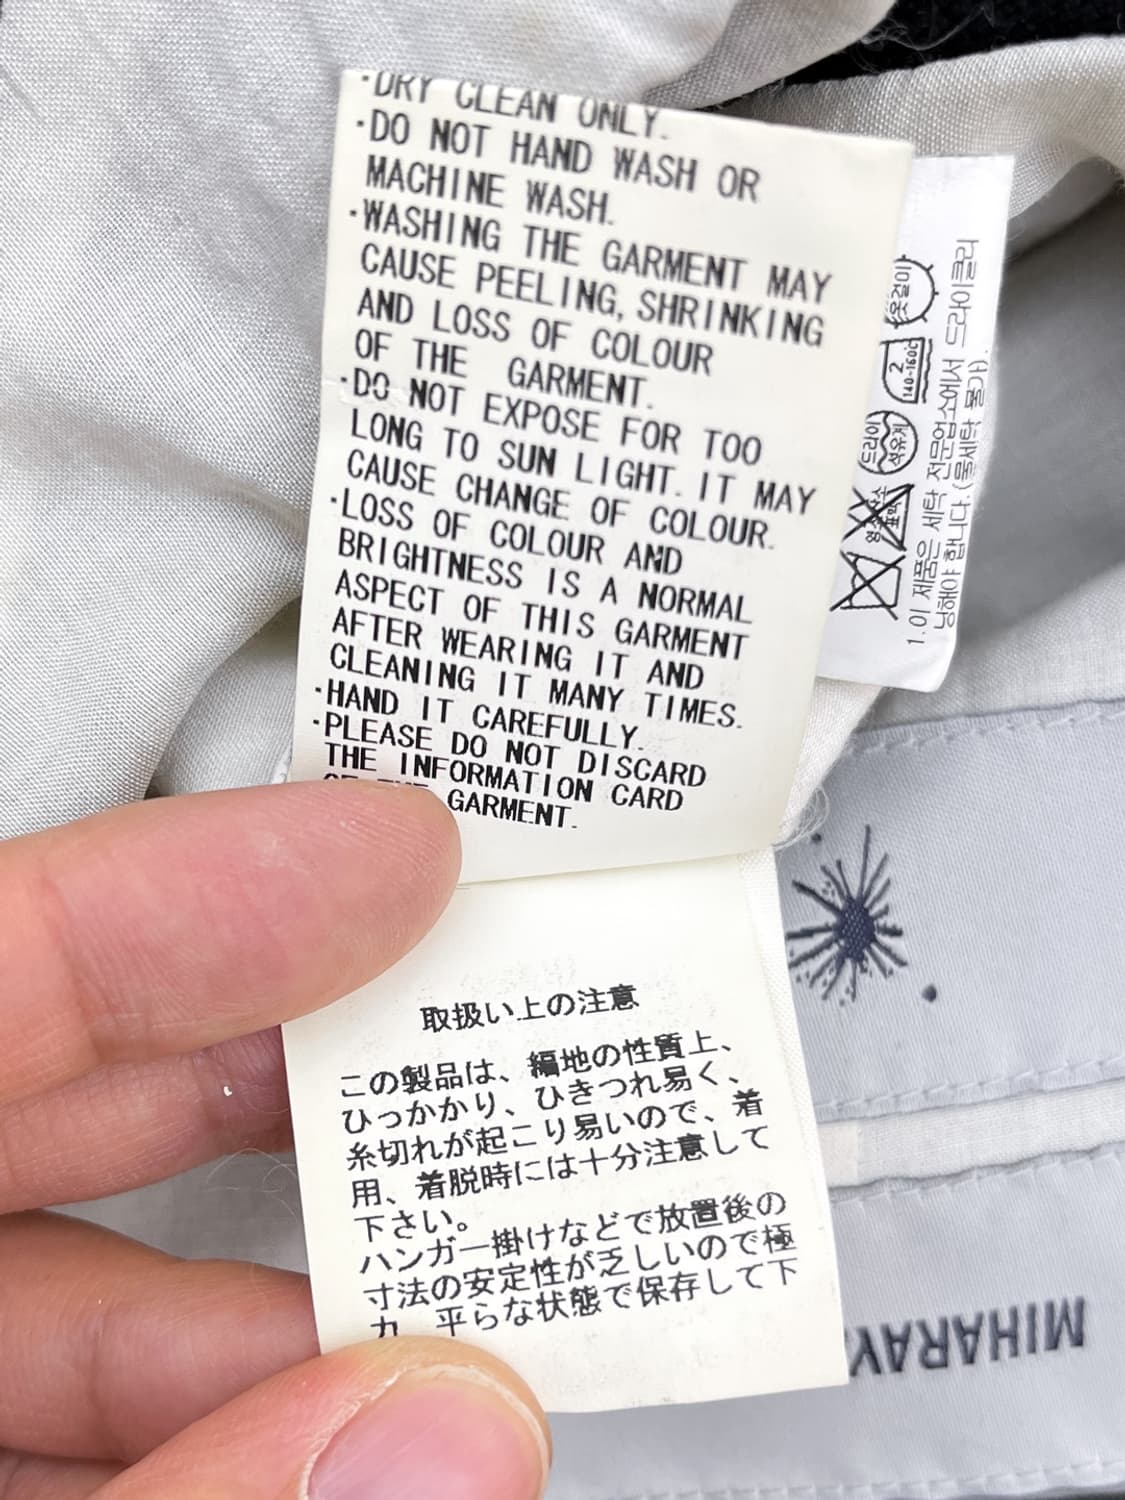 ·DRY CLEAN ONLY.
·DO NOT HAND WASH OR
MACHINE WASH.
·WASHING THE GARMENT MAY
CAUSE PEELING, SHRINKING
AND LOSS OF COLOUR
OF THE GARMENT.
·DO NOT EXPOSE FOR TOO
LONG TO SUN LIGHT. IT MAY
CAUSE CHANGE OF COLOUR.
·LOSS OF COLOUR AND
BRIGHTNESS IS A NORMAL
ASPECT OF THIS GARMENT
AFTER WEARING IT AND
CLEANING IT MANY TIMES.
·HAND IT CAREFULLY.
·PLEASE DO NOT DISCARD
THE INFORMATION CARD
OF THE GARMENT.
取扱い上の注意
この製品は、編地の性質上、
ひっかかり、ひきつれ易く、
糸切れが起こり易いので、着
用、着脱時には十分注意して
下さい。
ハンガー掛けなどで放置後の
寸法の安定性が乏しいので極
力 平らな状態で保存して下
2
140~160℃
1.이 제품은 세탁
MIHARAY